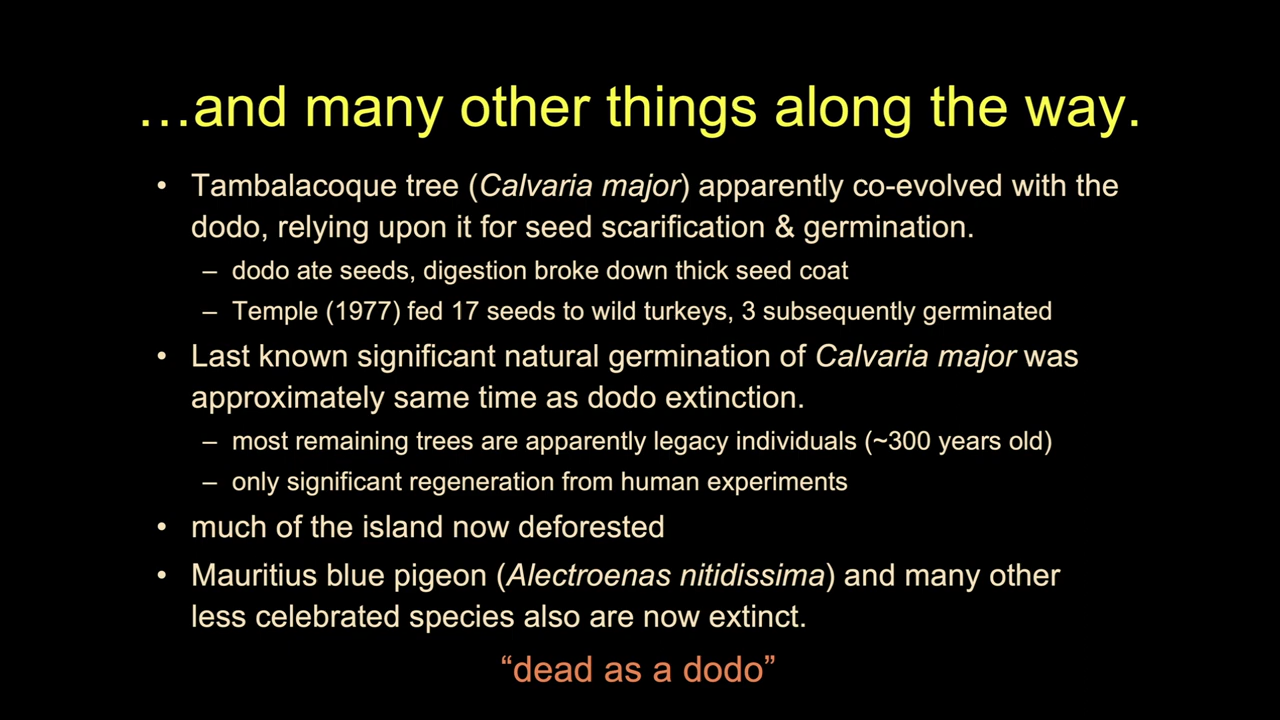 …and many other things along the way.
• Tambalacoque tree (Calvaria major) apparently co-evolved with the
dodo, relying upon it for seed scarification & germination.
– dodo ate seeds, digestion broke down thick seed coat
– Temple (1977) fed 17 seeds to wild turkeys, 3 subsequently germinated
• Last known significant natural germination of Calvaria major was
approximately same time as dodo extinction.
– most remaining trees are apparently legacy individuals (~300 years old)
– only significant regeneration from human experiments
• much of the island now deforested
• Mauritius blue pigeon (Alectroenas nitidissima) and many other
less celebrated species also are now extinct.
“dead as a dodo”